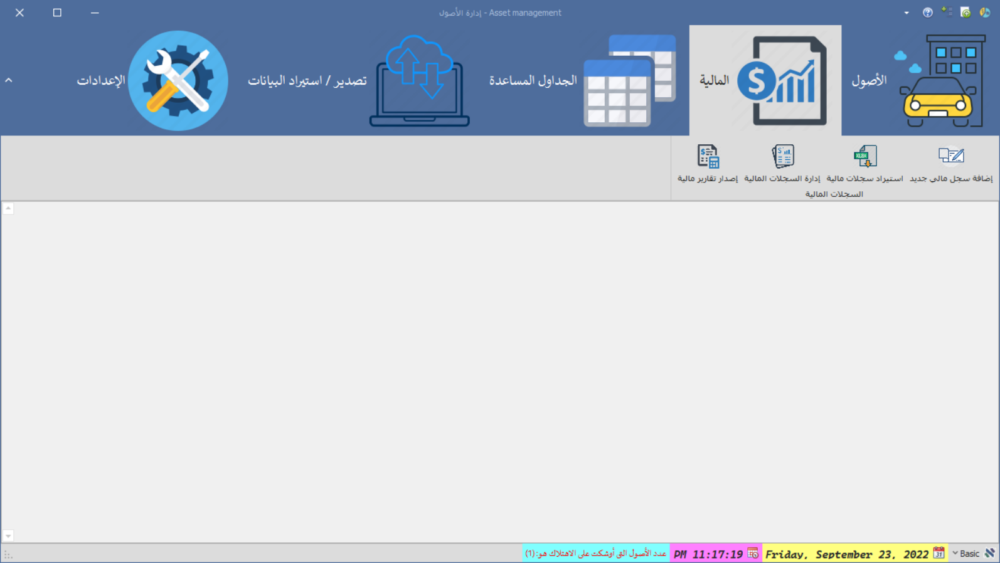 إدارة الأصول - Asset management
الأصول
المالية
الجداول المساعدة
تصدير / استيراد البيانات
الإعدادات
إضافة سجل مالي جديد
استيراد سجلات مالية
إدارة السجلات المالية
إصدار تقارير مالية
السجلات المالية
Basic
Friday, September 23, 2022
PM 11:17:19
عدد الأصول التي أوشكت على الاهتلاك هو: (1)